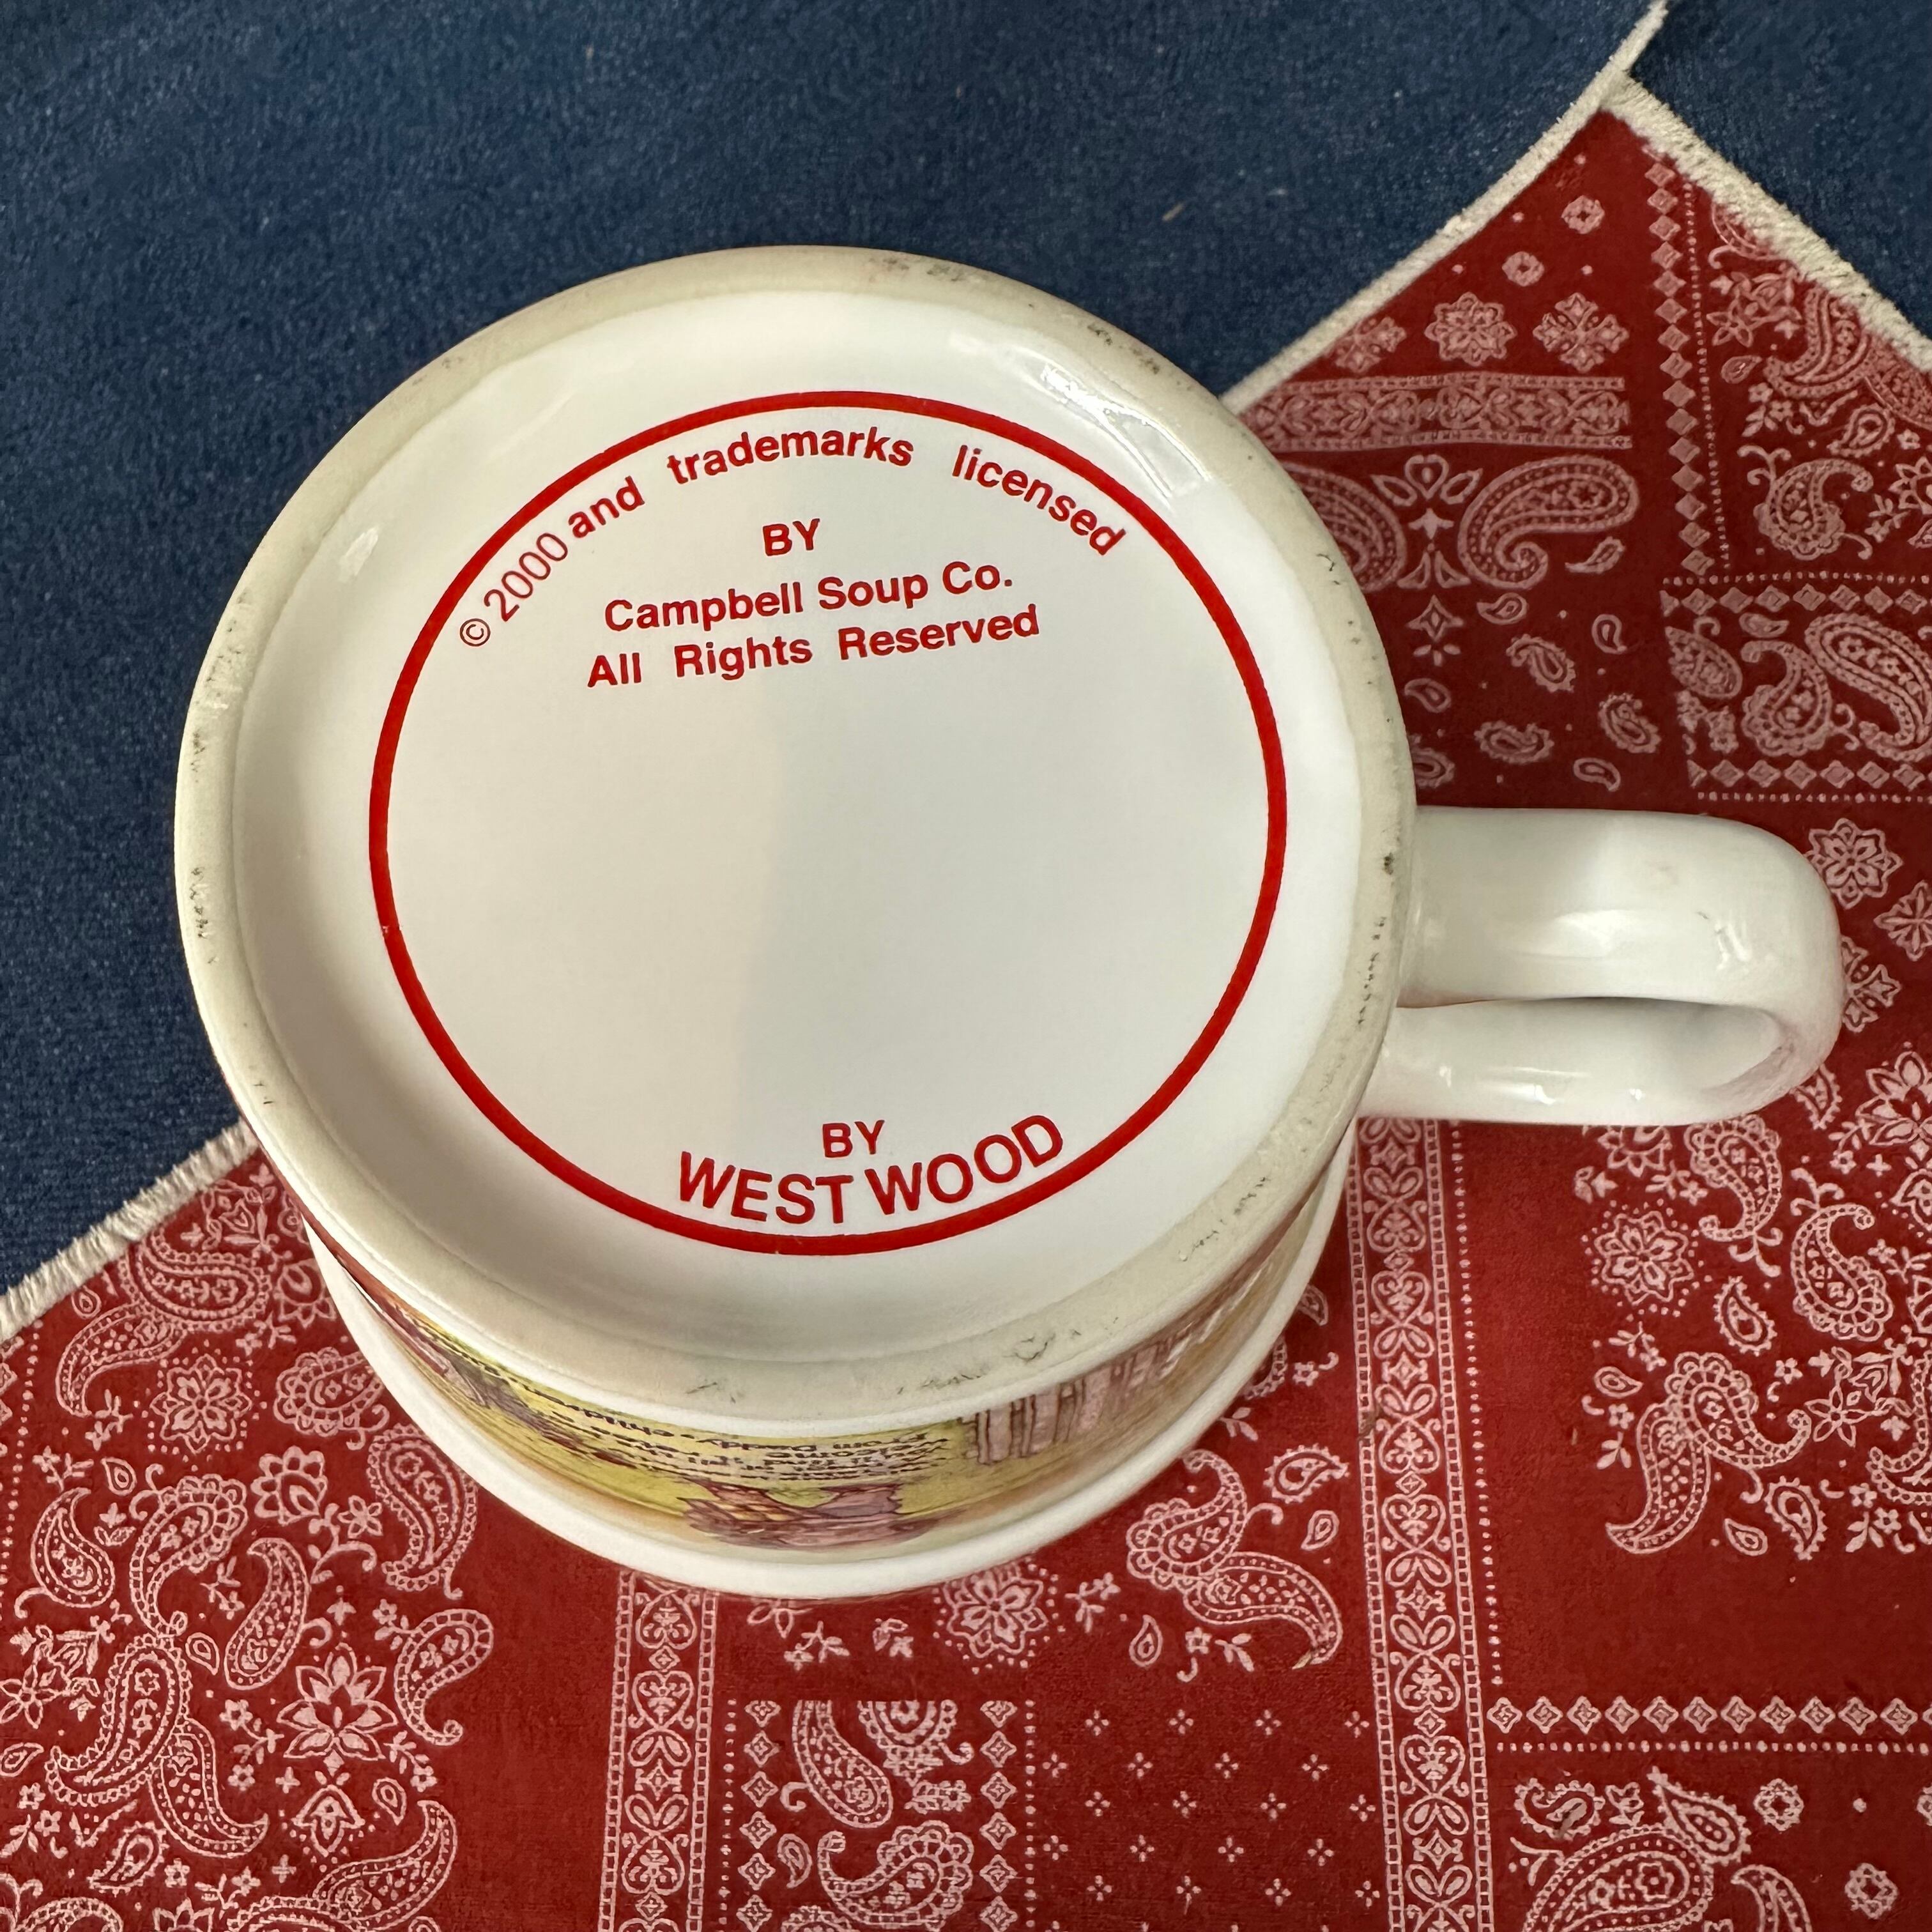 © 2000 and trademarks licensed
BY
Campbell Soup Co.
All Rights Reserved
BY
WEST WOOD